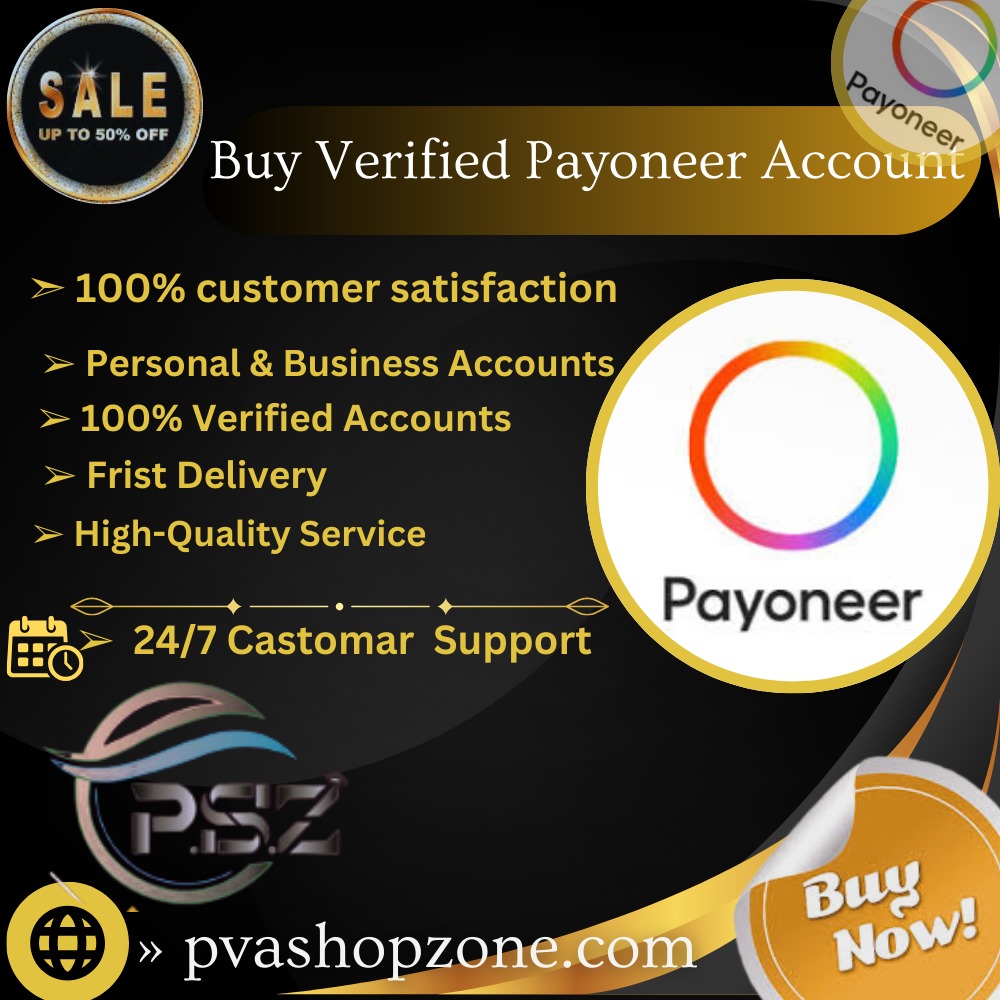 SALE
UP TO 50% OFF
Payoneer
Buy Verified Payoneer Account
➢ 100% customer satisfaction
➢ Personal & Business Accounts
➢ 100% Verified Accounts
➢ Frist Delivery
➢ High-Quality Service
Payoneer
➢ 24/7 Castomar Support
P.S.Z
Buy
Now!
» pvashopzone.com